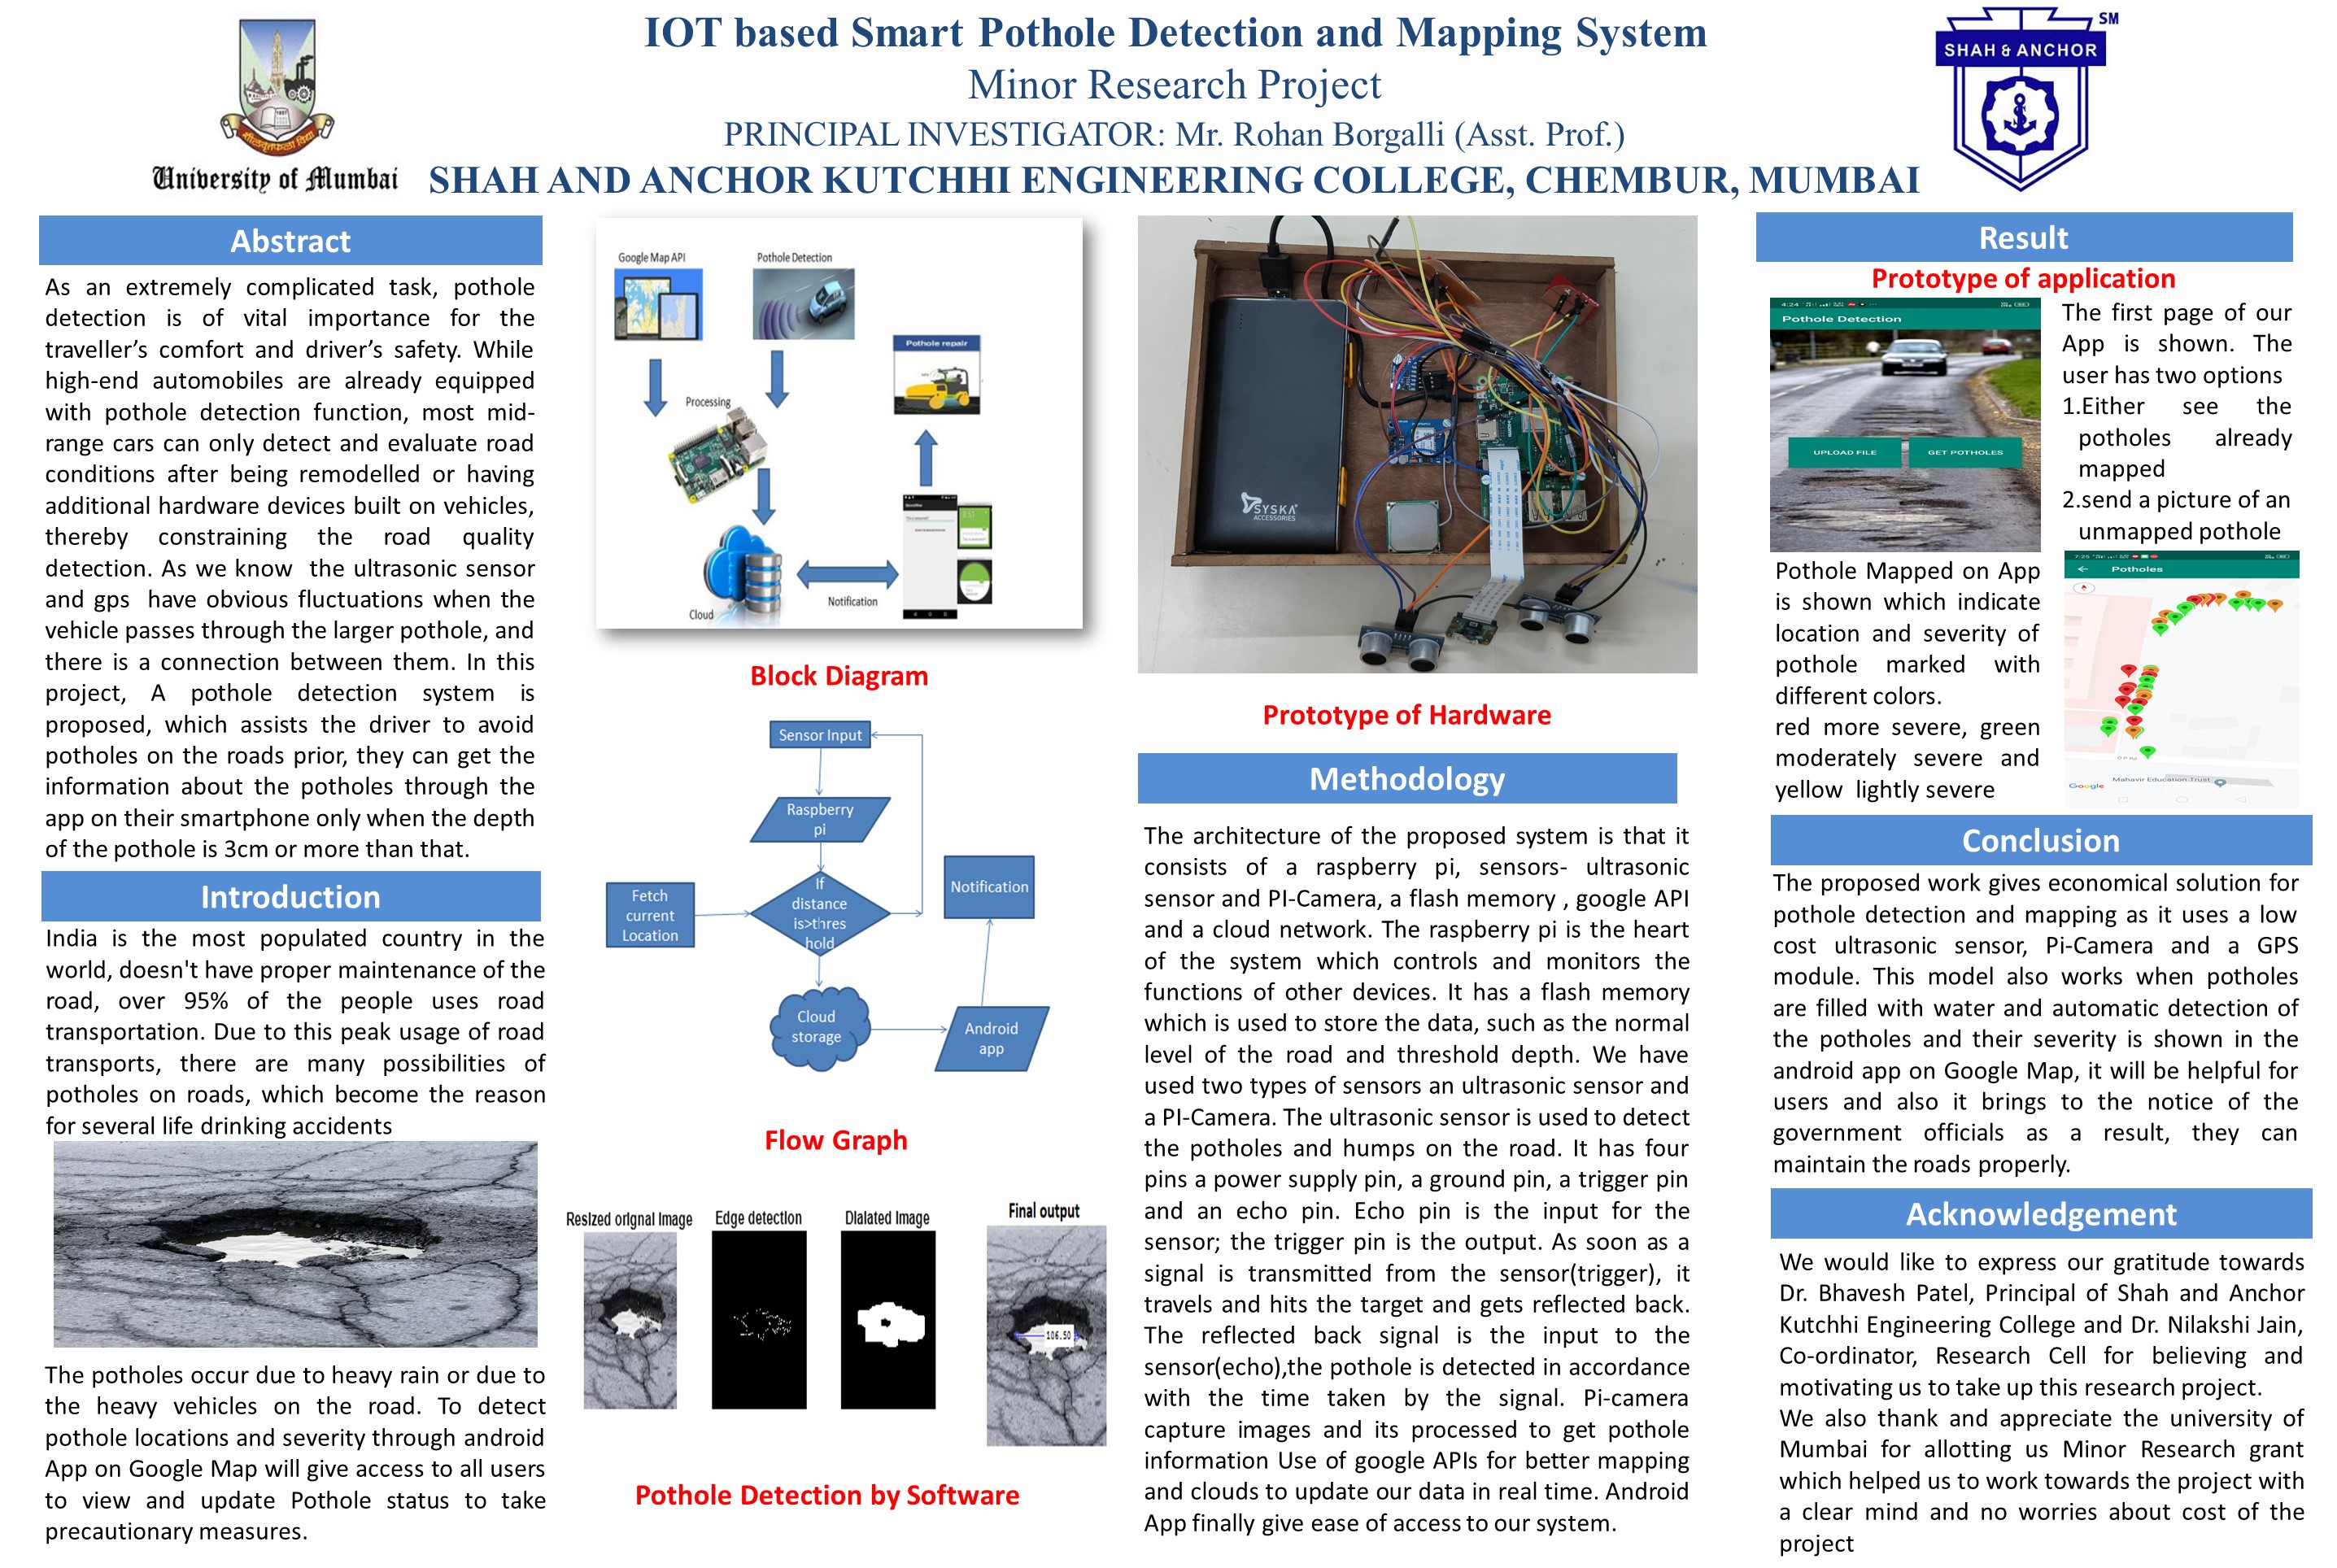 IOT based Smart Pothole Detection and Mapping System
Minor Research Project
PRINCIPAL INVESTIGATOR: Mr. Rohan Borgalli (Asst. Prof.)
SHAH AND ANCHOR KUTCHHI ENGINEERING COLLEGE, CHEMBUR, MUMBAI
University of Mumbai
SHAH & ANCHOR
SM
Abstract
As an extremely complicated task, pothole
detection is of vital importance for the
traveller’s comfort and driver’s safety. While
high-end automobiles are already equipped
with pothole detection function, most mid-
range cars can only detect and evaluate road
conditions after being remodelled or having
additional hardware devices built on vehicles,
thereby constraining the road quality
detection. As we know the ultrasonic sensor
and gps have obvious fluctuations when the
vehicle passes through the larger pothole, and
there is a connection between them. In this
project, A pothole detection system is
proposed, which assists the driver to avoid
potholes on the roads prior, they can get the
information about the potholes through the
app on their smartphone only when the depth
of the pothole is 3cm or more than that.
Introduction
India is the most populated country in the
world, doesn't have proper maintenance of the
road, over 95% of the people uses road
transportation. Due to this peak usage of road
transports, there are many possibilities of
potholes on roads, which become the reason
for several life drinking accidents
The potholes occur due to heavy rain or due to
the heavy vehicles on the road. To detect
pothole locations and severity through android
App on Google Map will give access to all users
to view and update Pothole status to take
precautionary measures.
Google Map API
Pothole Detection
Pothole repair
Processing
Cloud
Notification
Block Diagram
Sensor Input
Raspberry
pi
If
distance
is>thres
hold
Fetch
current
Location
Notification
Cloud
storage
Android
app
Flow Graph
Resized orignal image
Edge detection
Dialated Image
Final output
106.50
Pothole Detection by Software
SYSKA
ACCESSORIES
Prototype of Hardware
Methodology
The architecture of the proposed system is that it
consists of a raspberry pi, sensors- ultrasonic
sensor and PI-Camera, a flash memory , google API
and a cloud network. The raspberry pi is the heart
of the system which controls and monitors the
functions of other devices. It has a flash memory
which is used to store the data, such as the normal
level of the road and threshold depth. We have
used two types of sensors an ultrasonic sensor and
a PI-Camera. The ultrasonic sensor is used to detect
the potholes and humps on the road. It has four
pins a power supply pin, a ground pin, a trigger pin
and an echo pin. Echo pin is the input for the
sensor; the trigger pin is the output. As soon as a
signal is transmitted from the sensor(trigger), it
travels and hits the target and gets reflected back.
The reflected back signal is the input to the
sensor(echo),the pothole is detected in accordance
with the time taken by the signal. Pi-camera
capture images and its processed to get pothole
information Use of google APIs for better mapping
and clouds to update our data in real time. Android
App finally give ease of access to our system.
Result
Prototype of application
4:24
Pothole Detection
UPLOAD FILE
GET POTHOLES
The first page of our
App is shown. The
user has two options
1.Either see the
potholes already
mapped
2.send a picture of an
unmapped pothole
Pothole Mapped on App
is shown which indicate
location and severity of
pothole marked with
different colors.
red more severe, green
moderately severe and
yellow lightly severe
7:25
Potholes
D P Rd
Mahavir Education Trust
Google
Conclusion
The proposed work gives economical solution for
pothole detection and mapping as it uses a low
cost ultrasonic sensor, Pi-Camera and a GPS
module. This model also works when potholes
are filled with water and automatic detection of
the potholes and their severity is shown in the
android app on Google Map, it will be helpful for
users and also it brings to the notice of the
government officials as a result, they can
maintain the roads properly.
Acknowledgement
We would like to express our gratitude towards
Dr. Bhavesh Patel, Principal of Shah and Anchor
Kutchhi Engineering College and Dr. Nilakshi Jain,
Co-ordinator, Research Cell for believing and
motivating us to take up this research project.
We also thank and appreciate the university of
Mumbai for allotting us Minor Research grant
which helped us to work towards the project with
a clear mind and no worries about cost of the
project